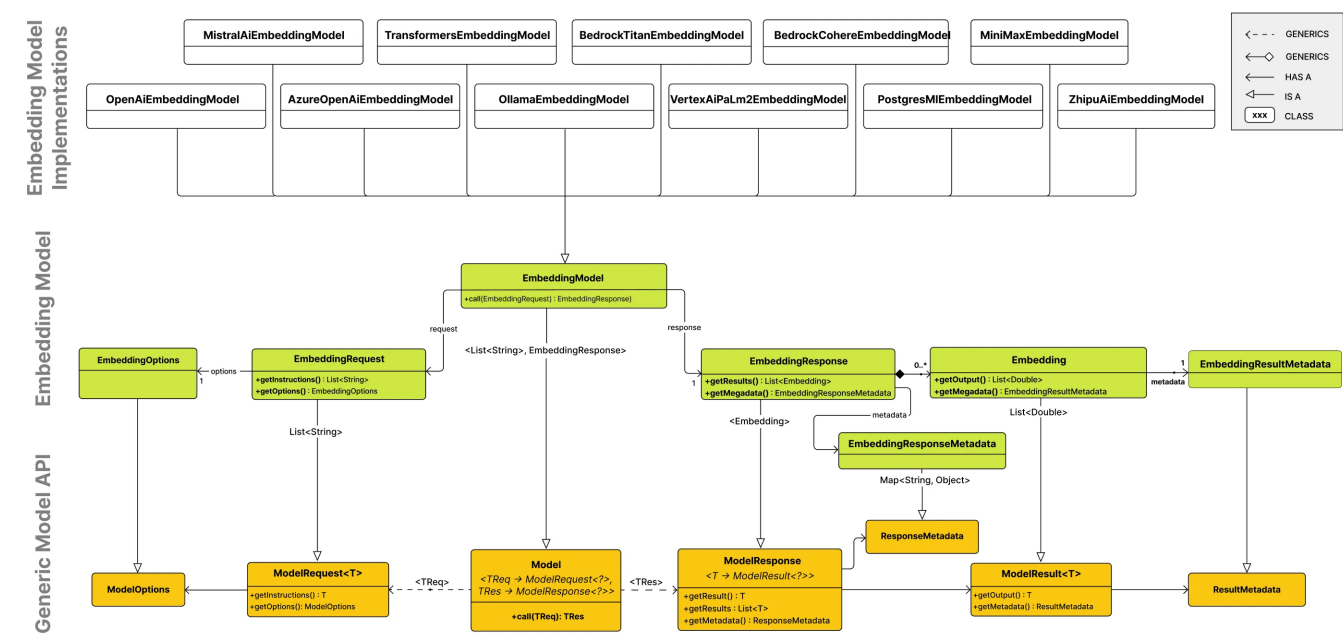 Embedding Model
Implementations
MistralAiEmbeddingModel
TransformersEmbeddingModel
BedrockTitanEmbeddingModel
BedrockCohereEmbeddingModel
MiniMaxEmbeddingModel
OpenAiEmbeddingModel
AzureOpenAiEmbeddingModel
OllamaEmbeddingModel
VertexAiPaLm2EmbeddingModel
PostgresMlEmbeddingModel
ZhipuAiEmbeddingModel
GENERICS
GENERICS
HAS A
IS A
xxx CLASS
Embedding Model
EmbeddingModel
+call(EmbeddingRequest) : EmbeddingResponse)
request
response
<List<String>, EmbeddingResponse>
EmbeddingOptions
options
1
EmbeddingRequest
+getInstructions() : List<String>
+getOptions() : EmbeddingOptions
List<String>
1
EmbeddingResponse
+getResults() : List<Embedding>
+getMegadata() : EmbeddingResponseMetadata
<Embedding>
0..*
metadata
Embedding
+getOutput() : List<Double>
+getMegadata() : EmbeddingResultMetadata
List<Double>
1
metadata
EmbeddingResultMetadata
EmbeddingResponseMetadata
Map<String, Object>
Generic Model API
ModelOptions
ModelRequest<T>
+getInstructions() : T
+getOptions(): ModelOptions
<TReq>
Model
<TReq → ModelRequest<?>,
TRes → ModelResponse<?>>
+call(TReq): TRes
<TRes>
ModelResponse
<T → ModelResult<?>>
+getResult() : T
+getResults : List<T>
+getMetadata() : ResponseMetadata
ResponseMetadata
ModelResult<T>
+getOutput() : T
+getMetadata() : ResultMetadata
ResultMetadata